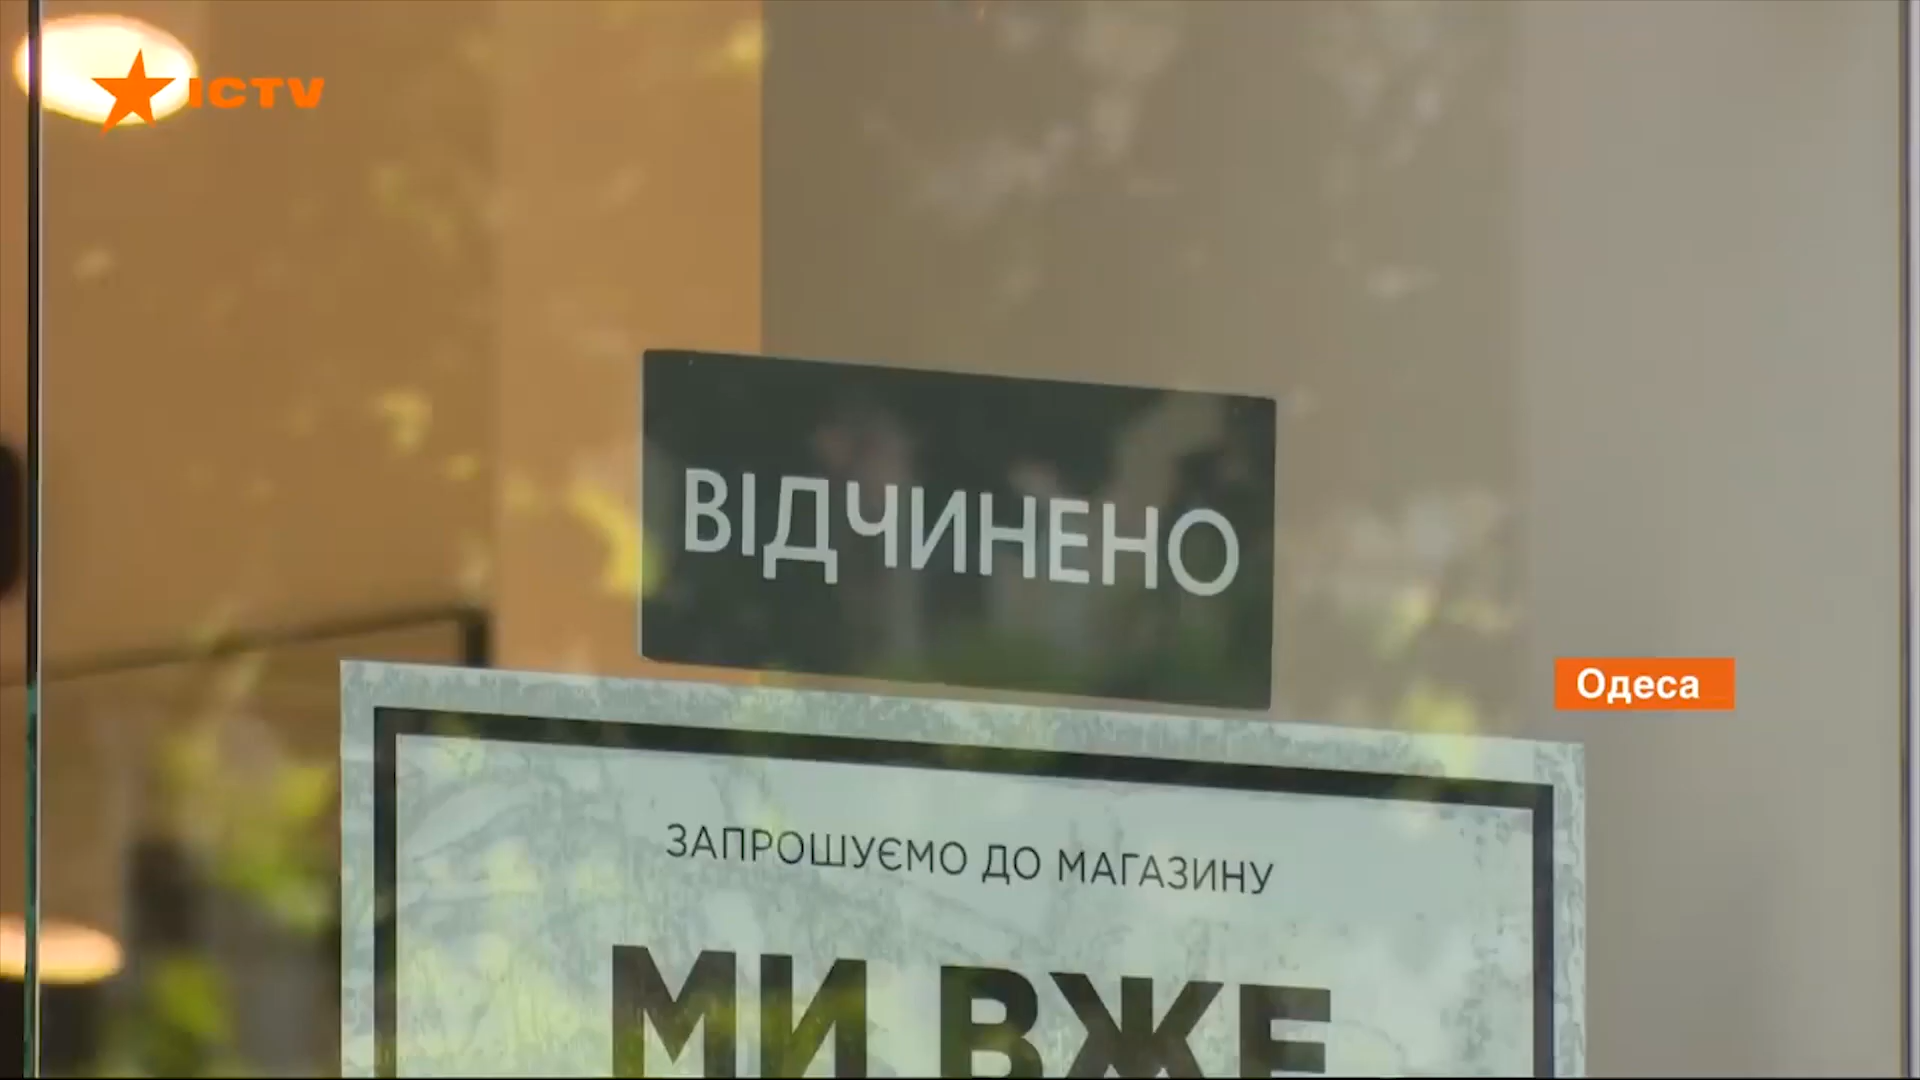 ICTV
ВІДЧИНЕНО
Одеса
ЗАПРОШУЄМО ДО МАГАЗИНУ
МИ ВЖЕ